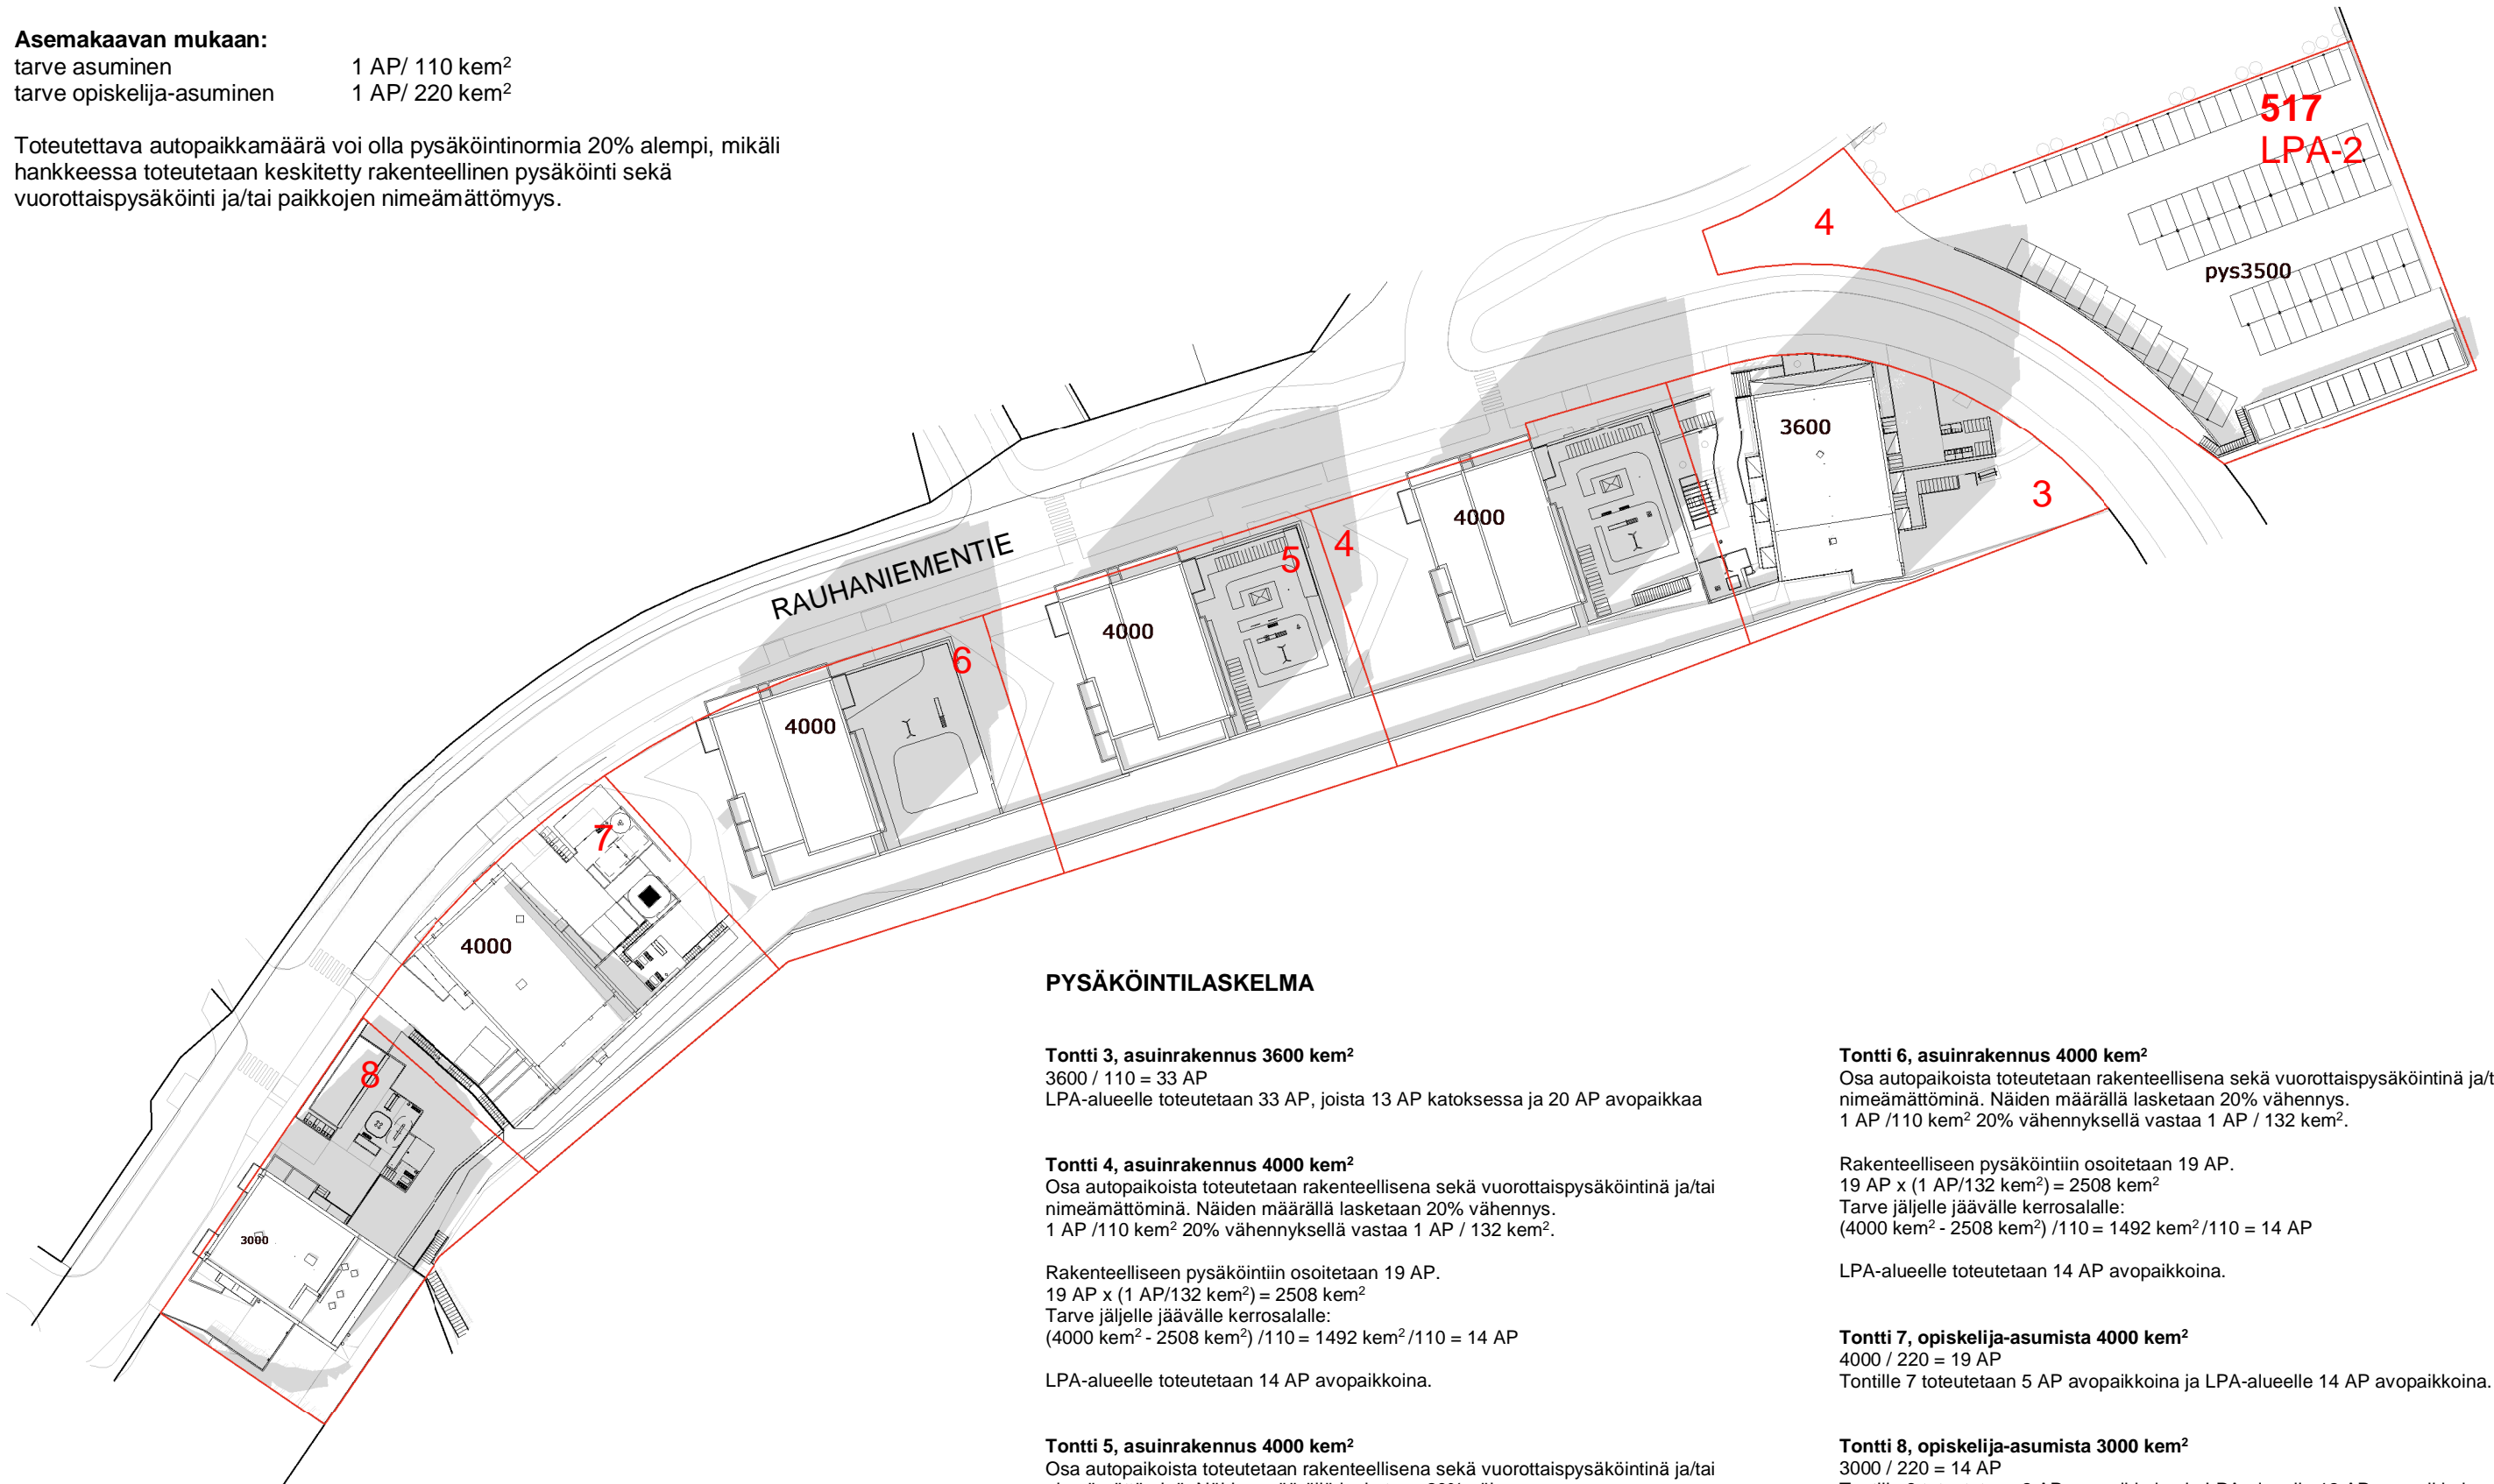 Asemakaavan mukaan:
tarve asuminen 1 AP/ 110 kem²
tarve opiskelija-asuminen 1 AP/ 220 kem²
Toteutettava autopaikkamäärä voi olla pysäköintinormia 20% alempi, mikäli
hankkeessa toteutetaan keskitetty rakenteellinen pysäköinti sekä
vuorottaispysäköinti ja/tai paikkojen nimeämättömyys.
517
LPA-2
4
pys3500
3600
3
4000
4
5
RAUHANIEMENTIE
4000
6
4000
7
4000
8
3000
PYSÄKÖINTILASKELMA
Tontti 3, asuinrakennus 3600 kem²
3600 / 110 = 33 AP
LPA-alueelle toteutetaan 33 AP, joista 13 AP katoksessa ja 20 AP avopaikkaa
Tontti 4, asuinrakennus 4000 kem²
Osa autopaikoista toteutetaan rakenteellisena sekä vuorottaispysäköintinä ja/tai
nimeämättöminä. Näiden määrällä lasketaan 20% vähennys.
1 AP /110 kem² 20% vähennyksellä vastaa 1 AP / 132 kem².
Rakenteelliseen pysäköintiin osoitetaan 19 AP.
19 AP x (1 AP/132 kem²) = 2508 kem²
Tarve jäljelle jäävälle kerrosalalle:
(4000 kem² - 2508 kem²) /110 = 1492 kem² /110 = 14 AP
LPA-alueelle toteutetaan 14 AP avopaikkoina.
Tontti 5, asuinrakennus 4000 kem²
Osa autopaikoista toteutetaan rakenteellisena sekä vuorottaispysäköintinä ja/tai
Tontti 6, asuinrakennus 4000 kem²
Osa autopaikoista toteutetaan rakenteellisena sekä vuorottaispysäköintinä ja/t
nimeämättöminä. Näiden määrällä lasketaan 20% vähennys.
1 AP /110 kem² 20% vähennyksellä vastaa 1 AP / 132 kem².
Rakenteelliseen pysäköintiin osoitetaan 19 AP.
19 AP x (1 AP/132 kem²) = 2508 kem²
Tarve jäljelle jäävälle kerrosalalle:
(4000 kem² - 2508 kem²) /110 = 1492 kem² /110 = 14 AP
LPA-alueelle toteutetaan 14 AP avopaikkoina.
Tontti 7, opiskelija-asumista 4000 kem²
4000 / 220 = 19 AP
Tontille 7 toteutetaan 5 AP avopaikkoina ja LPA-alueelle 14 AP avopaikkoina.
Tontti 8, opiskelija-asumista 3000 kem²
3000 / 220 = 14 AP